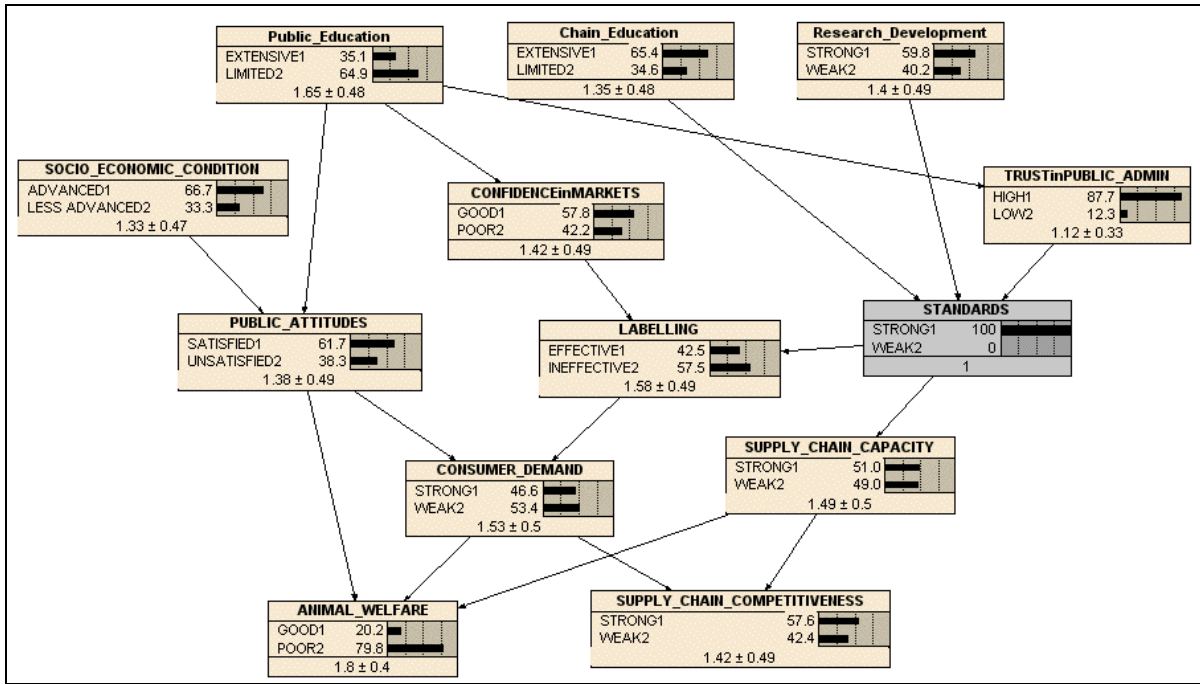 Public_Education
EXTENSIVE1 35.1
LIMITED2 64.9
1.65 ± 0.48
Chain_Education
EXTENSIVE1 65.4
LIMITED2 34.6
1.35 ± 0.48
Research_Development
STRONG1 59.8
WEAK2 40.2
1.4 ± 0.49
SOCIO_ECONOMIC_CONDITION
ADVANCED1 66.7
LESS ADVANCED2 33.3
1.33 ± 0.47
CONFIDENCEinMARKETS
GOOD1 57.8
POOR2 42.2
1.42 ± 0.49
TRUSTinPUBLIC_ADMIN
HIGH1 87.7
LOW2 12.3
1.12 ± 0.33
PUBLIC_ATTITUDES
SATISFIED1 61.7
UNSATISFIED2 38.3
1.38 ± 0.49
LABELLING
EFFECTIVE1 42.5
INEFFECTIVE2 57.5
1.58 ± 0.49
STANDARDS
STRONG1 100
WEAK2 0
1
CONSUMER_DEMAND
STRONG1 46.6
WEAK2 53.4
1.53 ± 0.5
SUPPLY_CHAIN_CAPACITY
STRONG1 51.0
WEAK2 49.0
1.49 ± 0.5
ANIMAL_WELFARE
GOOD1 20.2
POOR2 79.8
1.8 ± 0.4
SUPPLY_CHAIN_COMPETITIVENESS
STRONG1 57.6
WEAK2 42.4
1.42 ± 0.49